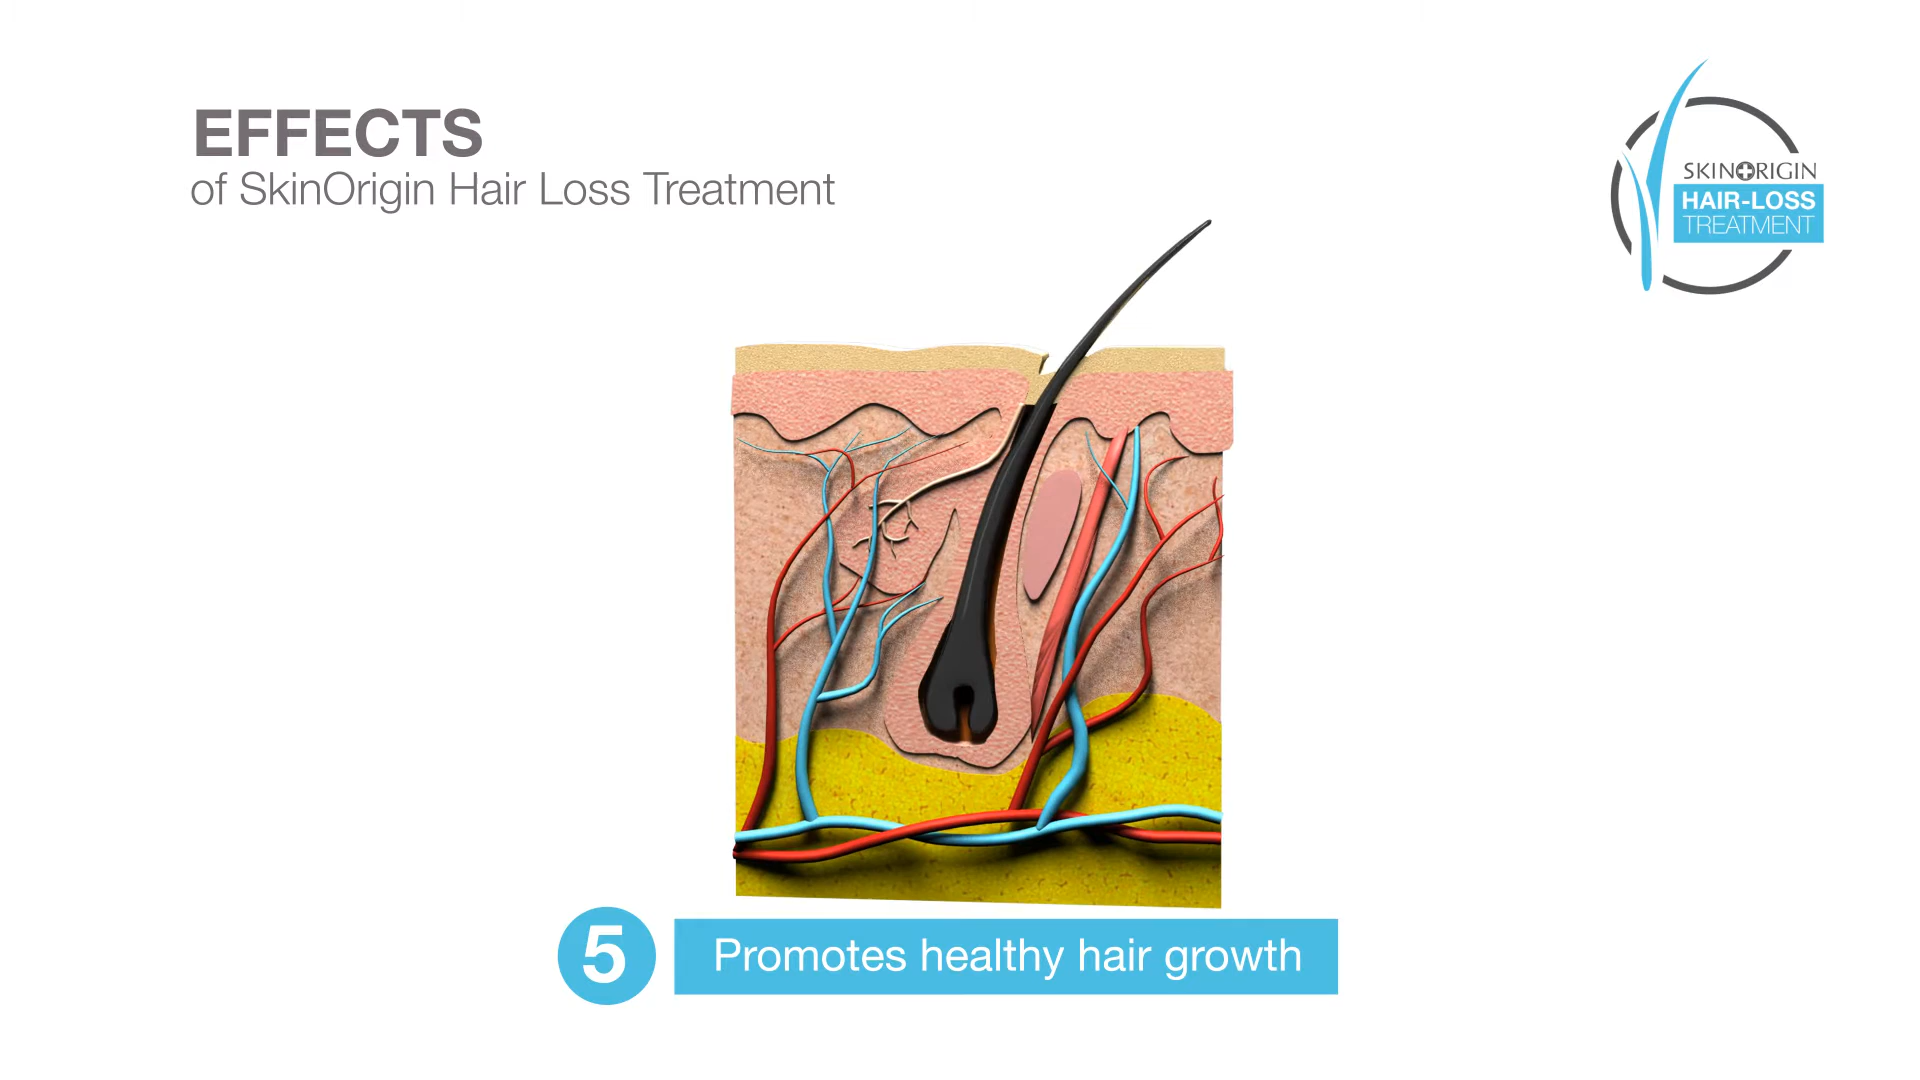 EFFECTS
of SkinOrigin Hair Loss Treatment
SKINORIGIN
HAIR-LOSS
TREATMENT
5
Promotes healthy hair growth